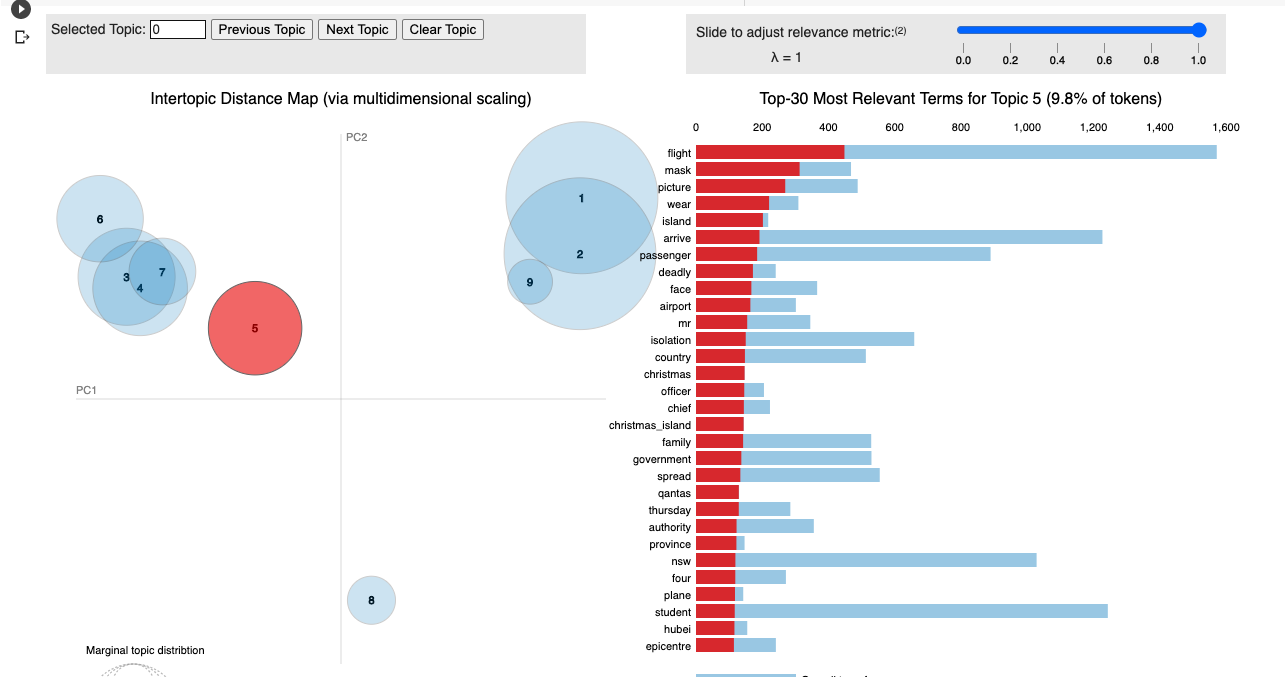 Selected Topic: 0 Previous Topic Next Topic Clear Topic
Slide to adjust relevance metric:(2)
λ = 1
0.0 0.2 0.4 0.6 0.8 1.0
Intertopic Distance Map (via multidimensional scaling)
PC2
PC1
1
2
3
4
5
6
7
8
9
Marginal topic distribtion
Top-30 Most Relevant Terms for Topic 5 (9.8% of tokens)
0 200 400 600 800 1,000 1,200 1,400 1,600
flight
mask
picture
wear
island
arrive
passenger
deadly
face
airport
mr
isolation
country
christmas
officer
chief
christmas_island
family
government
spread
qantas
thursday
authority
province
nsw
four
plane
student
hubei
epicentre